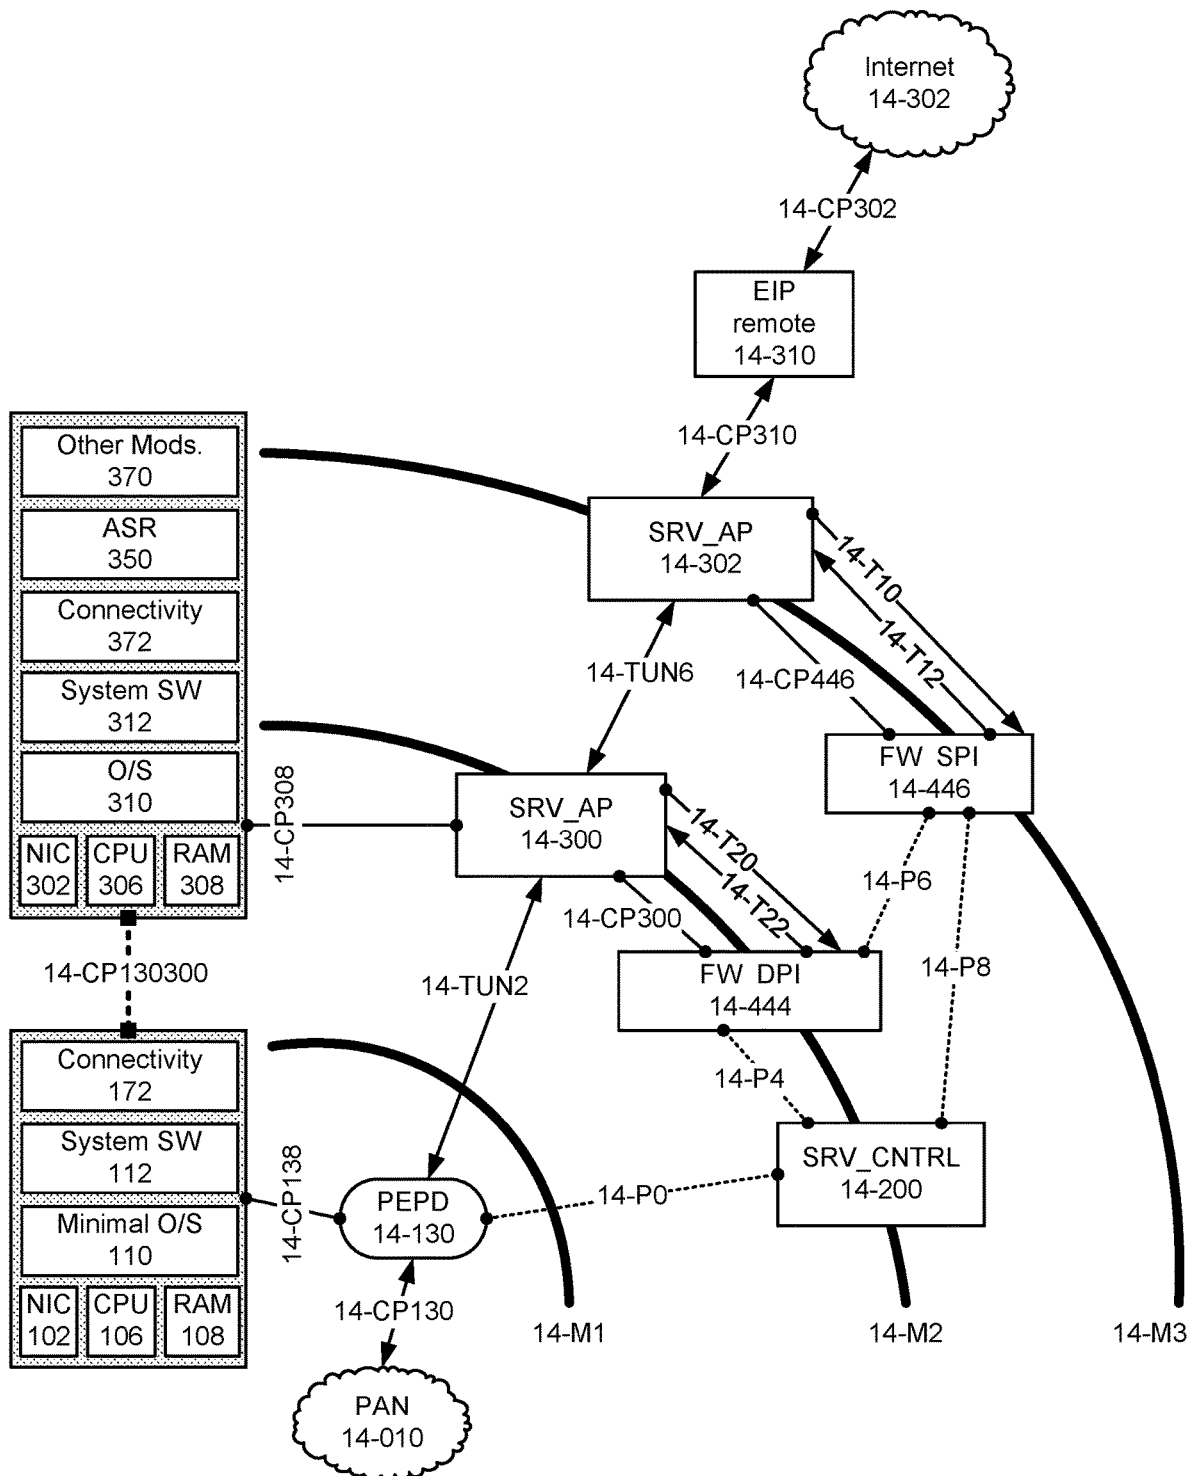 Internet
14-302
14-CP302
EIP
remote
14-310
14-CP310
Other Mods.
370
ASR
350
Connectivity
372
System SW
312
O/S
310
NIC
302
CPU
306
RAM
308
14-CP308
SRV_AP
14-302
14-T10
14-T12
14-TUN6
14-CP446
FW SPI
14-446
SRV_AP
14-300
14-T20
14-T22
14-CP300
14-P6
14-P8
FW DPI
14-444
14-CP130300
14-TUN2
14-P4
Connectivity
172
System SW
112
Minimal O/S
110
NIC
102
CPU
106
RAM
108
14-CP138
PEPD
14-130
14-P0
SRV_CNTRL
14-200
14-CP130
14-M1
14-M2
14-M3
PAN
14-010